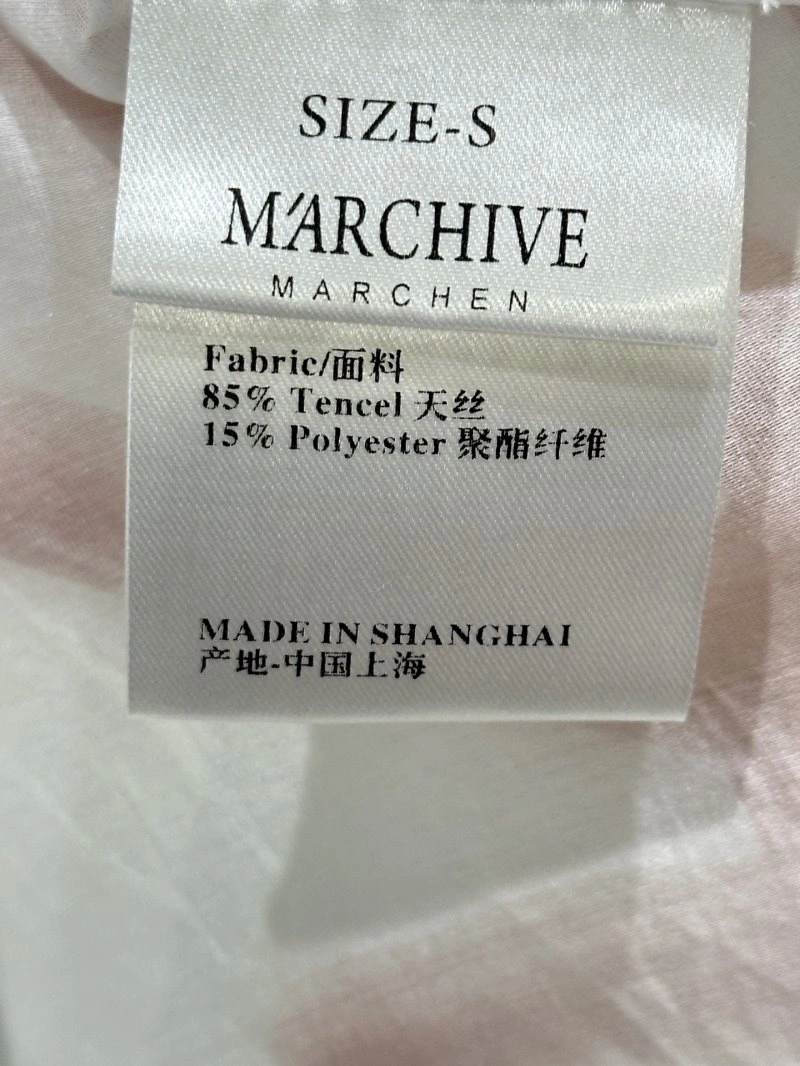 SIZE-S
M'ARCHIVE
MARCHEN
Fabric/面料
85% Tencel 天丝
15% Polyester 聚酯纤维
MADE IN SHANGHAI
产地-中国上海